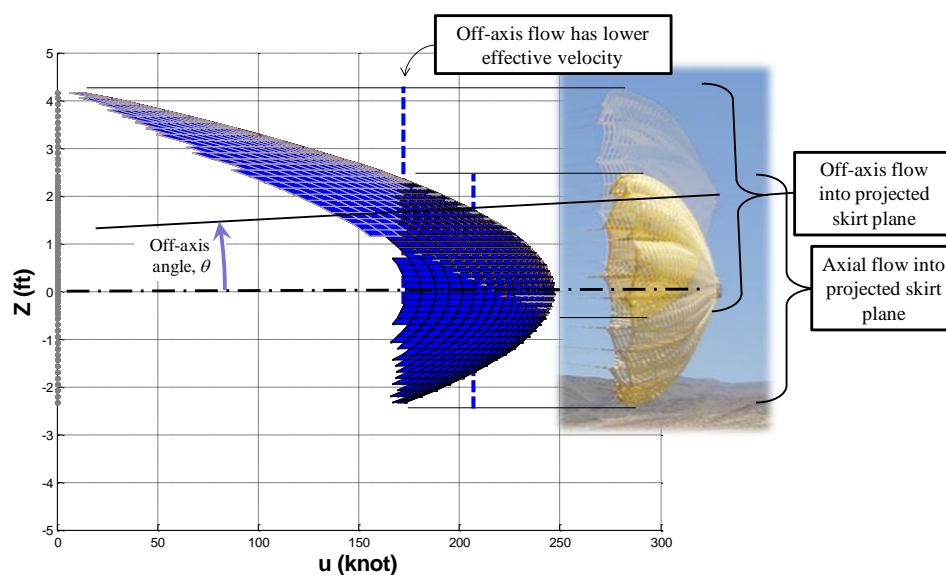 Off-axis flow has lower
effective velocity
5
4
3
2
1
0
-1
-2
-3
-4
-5
Z (ft)
Off-axis
angle, θ
Off-axis flow
into projected
skirt plane
Axial flow into
projected skirt
plane
0
50
100
150
200
250
300
u (knot)